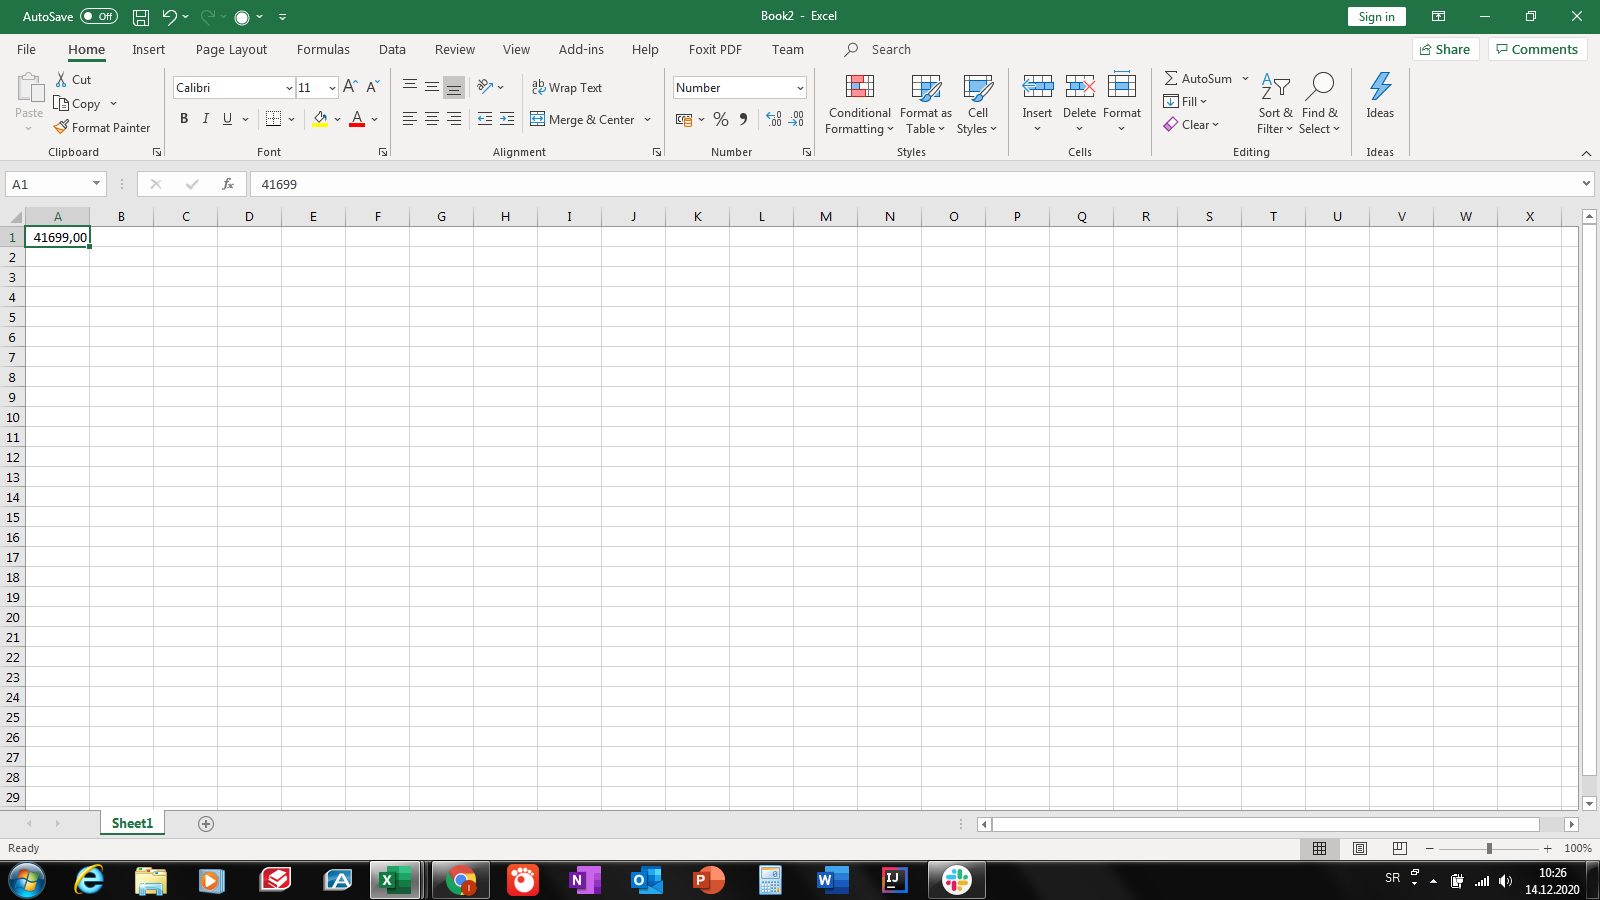 AutoSave Off
Book2 - Excel
Sign in
File Home Insert Page Layout Formulas Data Review View Add-ins Help Foxit PDF Team Search
Share Comments
Paste
Cut
Copy
Format Painter
Clipboard
Calibri 11
B I U
Font
Wrap Text
Merge & Center
Alignment
Number
%
Number
Conditional Formatting
Format as Table
Cell Styles
Styles
Insert Delete Format
Cells
AutoSum
Fill
Clear
Sort & Filter
Find & Select
Editing
Ideas
Ideas
A1 fx 41699
A B C D E F G H I J K L M N O P Q R S T U V W X
1 41699,00
2
3
4
5
6
7
8
9
10
11
12
13
14
15
16
17
18
19
20
21
22
23
24
25
26
27
28
29
Sheet1
Ready
100%
SR
10:26
14.12.2020